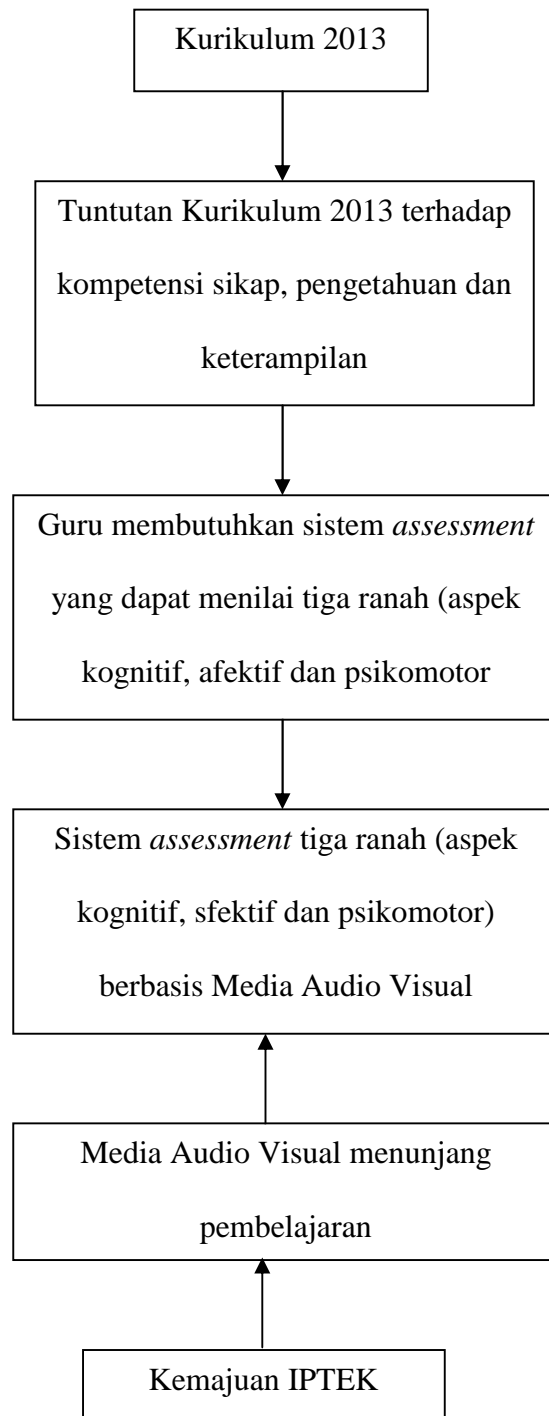 Kurikulum 2013
Tuntutan Kurikulum 2013 terhadap
kompetensi sikap, pengetahuan dan
keterampilan
Guru membutuhkan sistem assessment
yang dapat menilai tiga ranah (aspek
kognitif, afektif dan psikomotor
Sistem assessment tiga ranah (aspek
kognitif, sfektif dan psikomotor)
berbasis Media Audio Visual
Media Audio Visual menunjang
pembelajaran
Kemajuan IPTEK